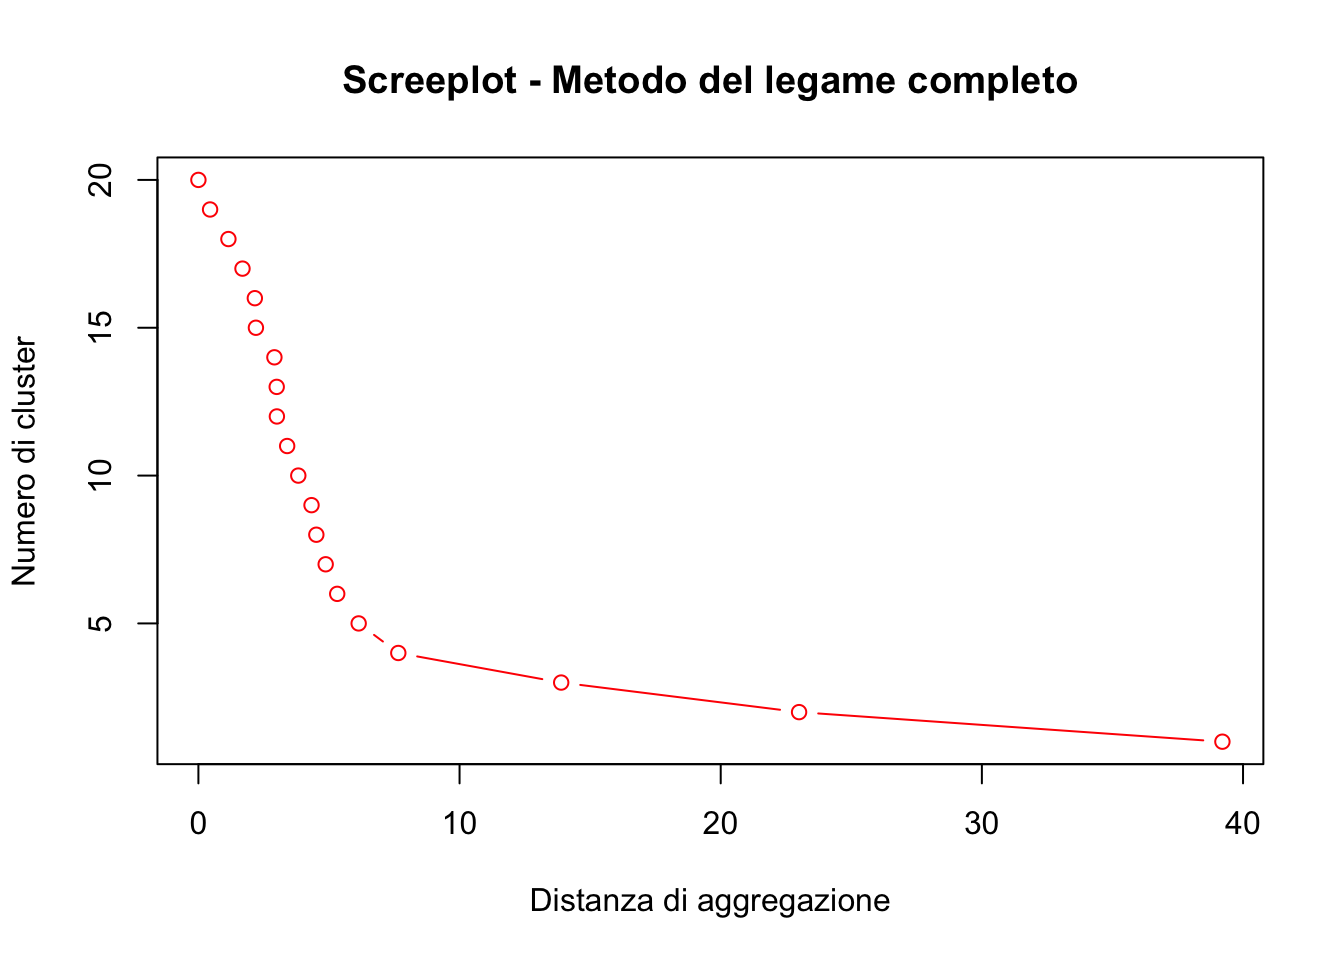 Screeplot - Metodo del legame completo
Numero di cluster
20
15
10
5
0 10 20 30 40
Distanza di aggregazione